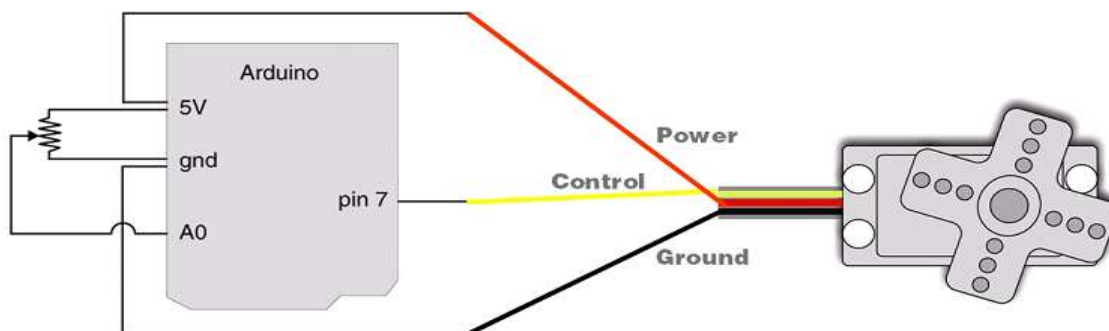 Arduino
5V
Power
gnd
Control
pin 7
A0
Ground